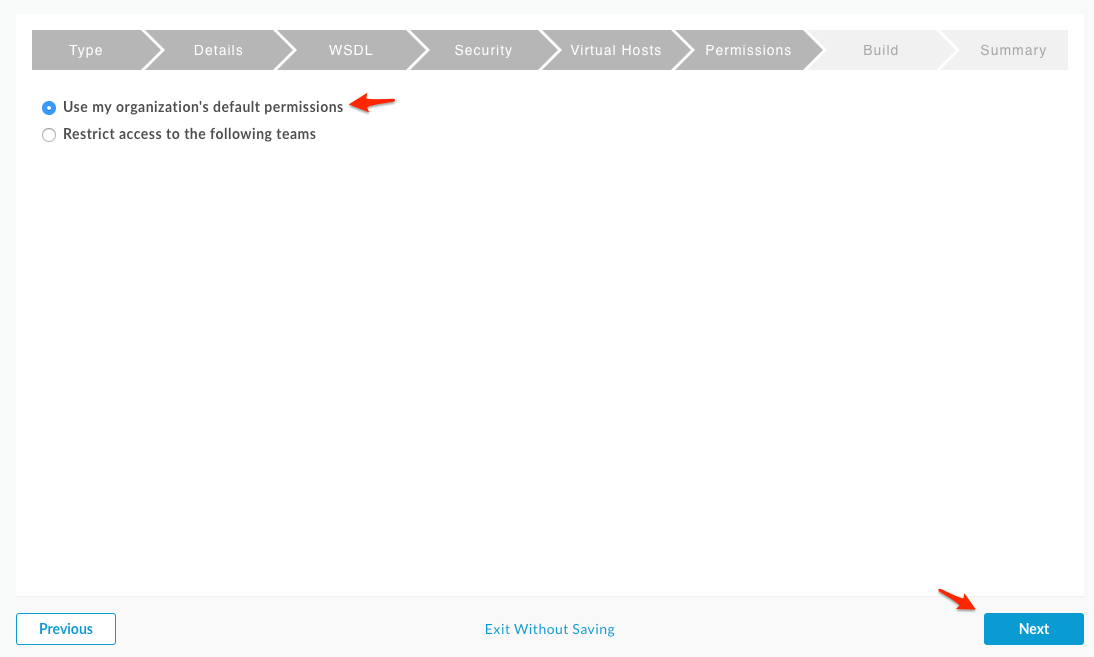 Type Details WSDL Security Virtual Hosts Permissions Build Summary
Use my organization's default permissions
Restrict access to the following teams
Previous Exit Without Saving Next